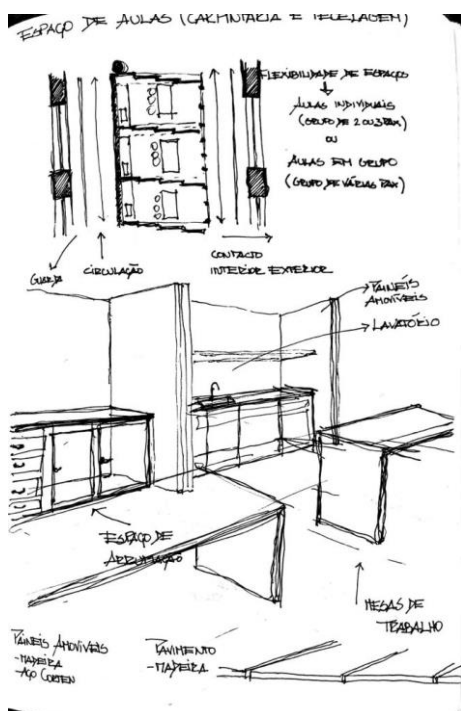 ESPAÇO DE AULAS (CARPINTARIA E TECELAGEM)
FLEXIBILIDADE DE ESPAÇO
AULAS INDIVIDUAIS
(GRUPO DE 2 OU 3 PAX)
OU
AULAS EM GRUPO
(GRUPO DE VÁRIAS PAX)
GUARDA
CIRCULAÇÃO
CONTACTO
INTERIOR EXTERIOR
PAINÉIS
AMOVÍVEIS
LAVATÓRIO
ESPAÇO DE
ARRUMAÇÃO
MESAS DE
TRABALHO
PAINEIS AMOVÍVEIS
-MADEIRA
-AÇO CORTEN
PAVIMENTO
-MADEIRA